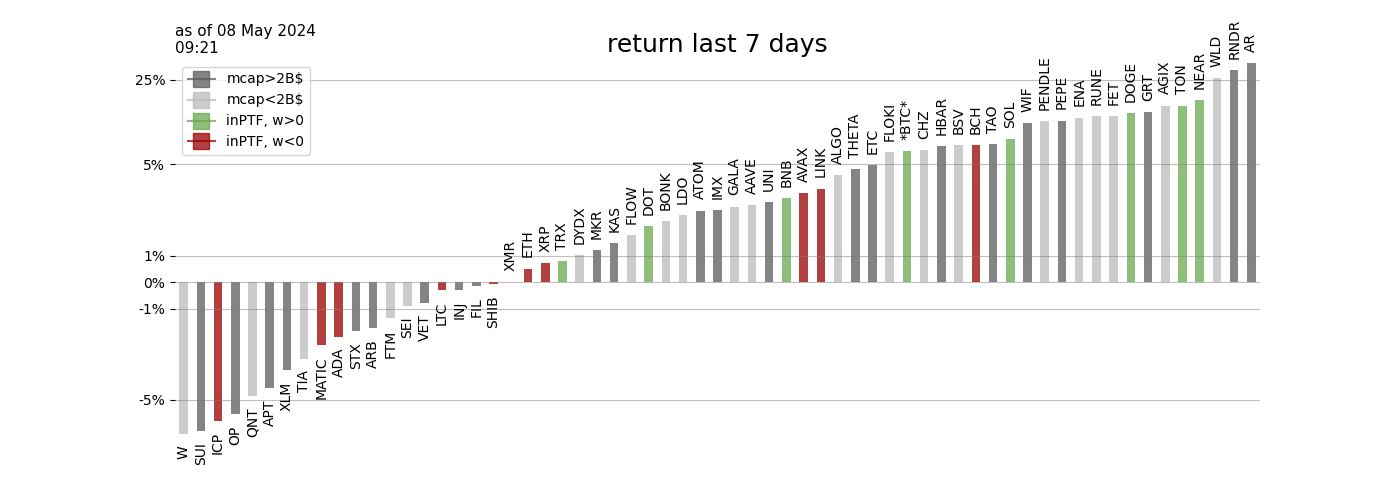 as of 08 May 2024
09:21
return last 7 days
mcap>2B$
mcap<2B$
inPTF, w>0
inPTF, w<0
25%
5%
1%
0%
-1%
-5%
W
SUI
ICP
OP
QNT
APT
XLM
TIA
MATIC
ADA
STX
ARB
FTM
SEI
VET
LTC
INJ
FIL
SHIB
XMR
ETH
XRP
TRX
DYDX
MKR
KAS
FLOW
DOT
BONK
LDO
ATOM
IMX
GALA
AAVE
UNI
BNB
AVAX
LINK
ALGO
THETA
ETC
FLOKI
*BTC*
CHZ
HBAR
BSV
BCH
TAO
SOL
WIF
PENDLE
PEPE
ENA
RUNE
FET
DOGE
GRT
AGIX
TON
NEAR
WLD
RNDR
AR